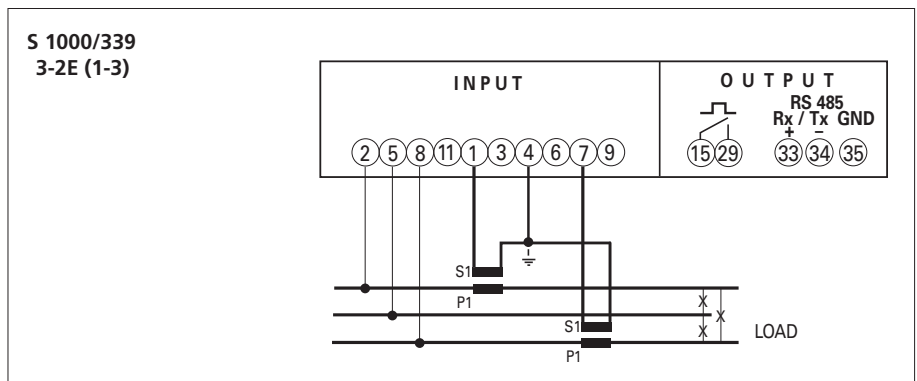 S 1000/339
3-2E (1-3)
INPUT
OUTPUT
RS 485
Rx / Tx GND
+ –
2 5 8 11 1 3 4 6 7 9
15 29 33 34 35
S1
P1
S1
P1
X
X
X
LOAD